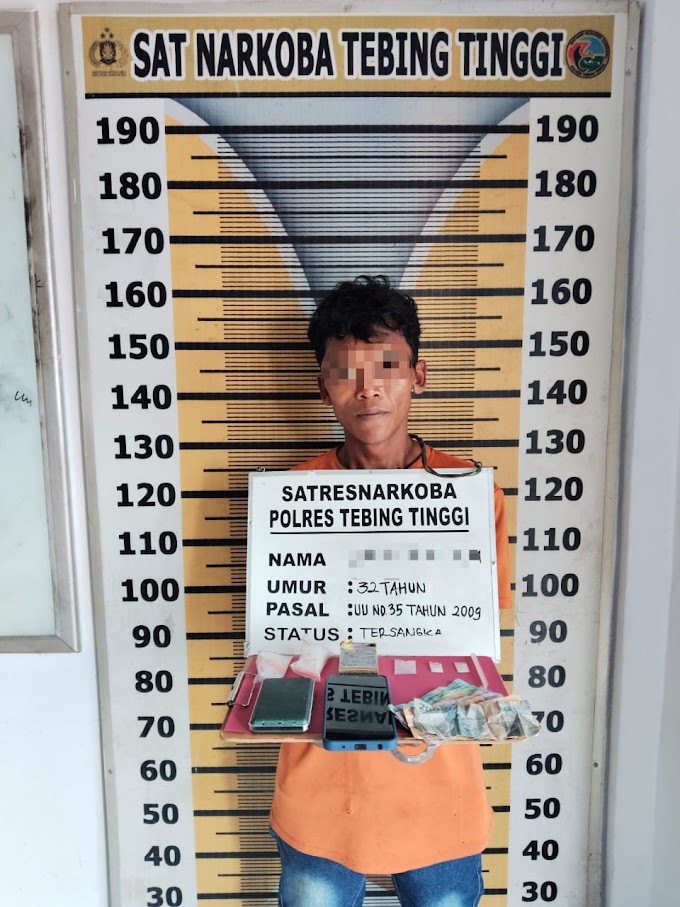 SAT NARKOBA TEBING TINGGI
190 190
180 180
170 170
160 160
150 150
140 140
130 130
120 120
110 110
100 100
90 90
80 80
70 70
60 60
50 50
40 40
30 30
SATRESNARKOBA
POLRES TEBING TINGGI
NAMA
UMUR : 32 TAHUN
PASAL : UU NO 35 TAHUN 2009
STATUS : TERSANGKA
S TEBIN
RESNA